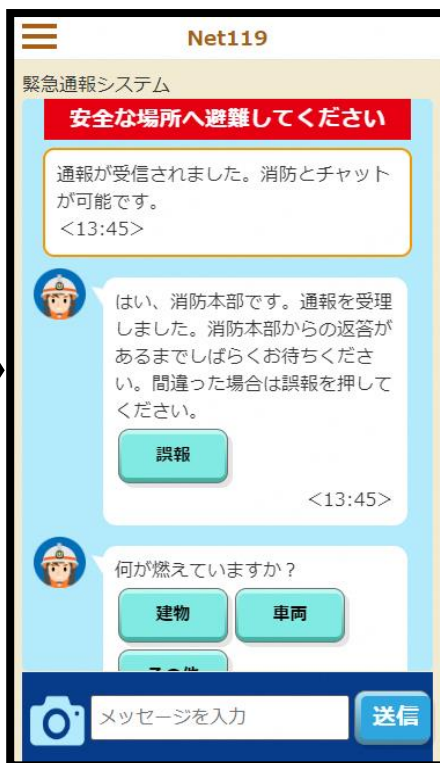 Net119
緊急通報システム
安全な場所へ避難してください
通報が受信されました。消防とチャット
が可能です。
<13:45>
はい、消防本部です。通報を受理
しました。消防本部からの返答が
あるまでしばらくお待ちくださ
い。間違った場合は誤報を押して
ください。
誤報
<13:45>
何が燃えていますか？
建物 車両
その他
メッセージを入力 送信